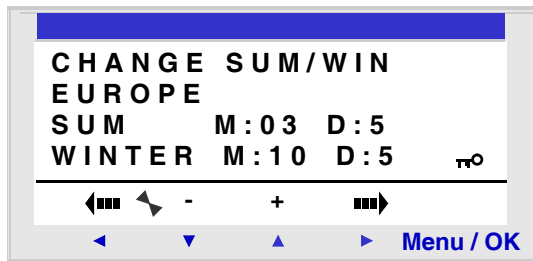 CHANGE SUM/WIN
EUROPE
SUM M:03 D:5
WINTER M:10 D:5
- +
Menu / OK